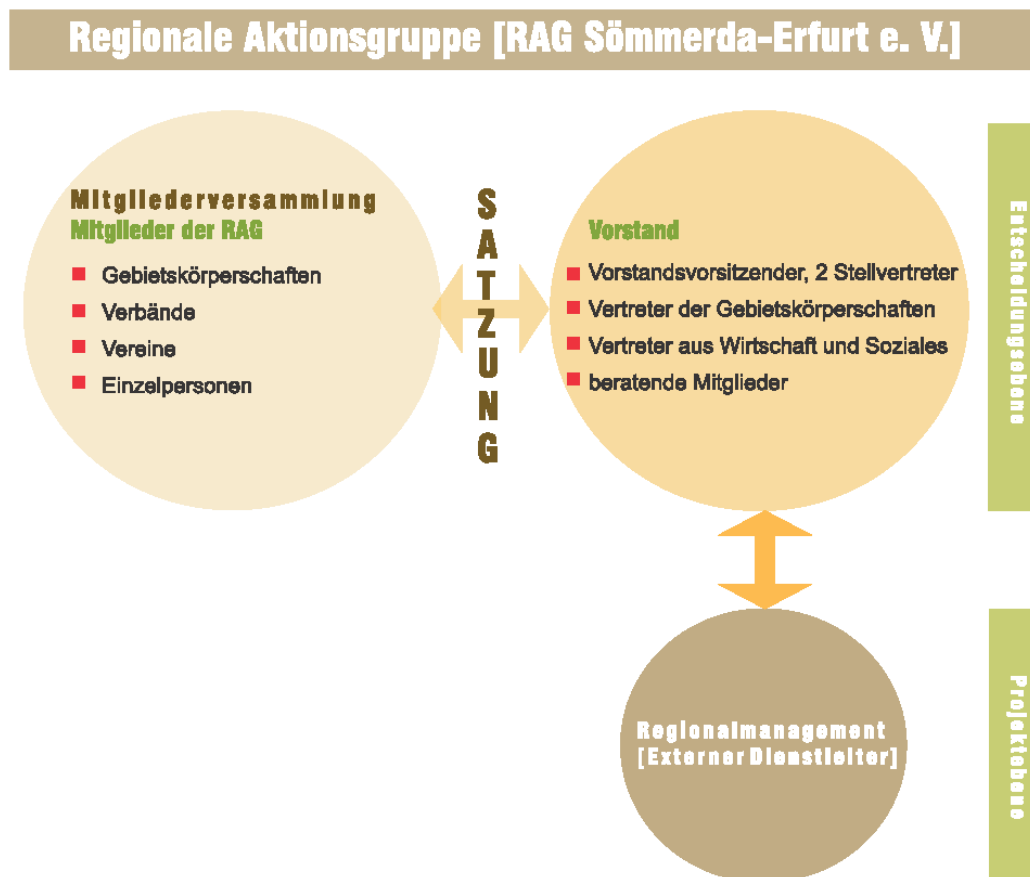 Regionale Aktionsgruppe [RAG Sömmerda-Erfurt e. V.]
Mitgliederversammlung
Mitglieder der RAG
Gebietskörperschaften
Verbände
Vereine
Einzelpersonen
SATZUNG
Vorstand
Vorstandsvorsitzender, 2 Stellvertreter
Vertreter der Gebietskörperschaften
Vertreter aus Wirtschaft und Soziales
beratende Mitglieder
Entscheidungsebene
Regionalmanagement
[Externer Dienstleiter]
Projektebene